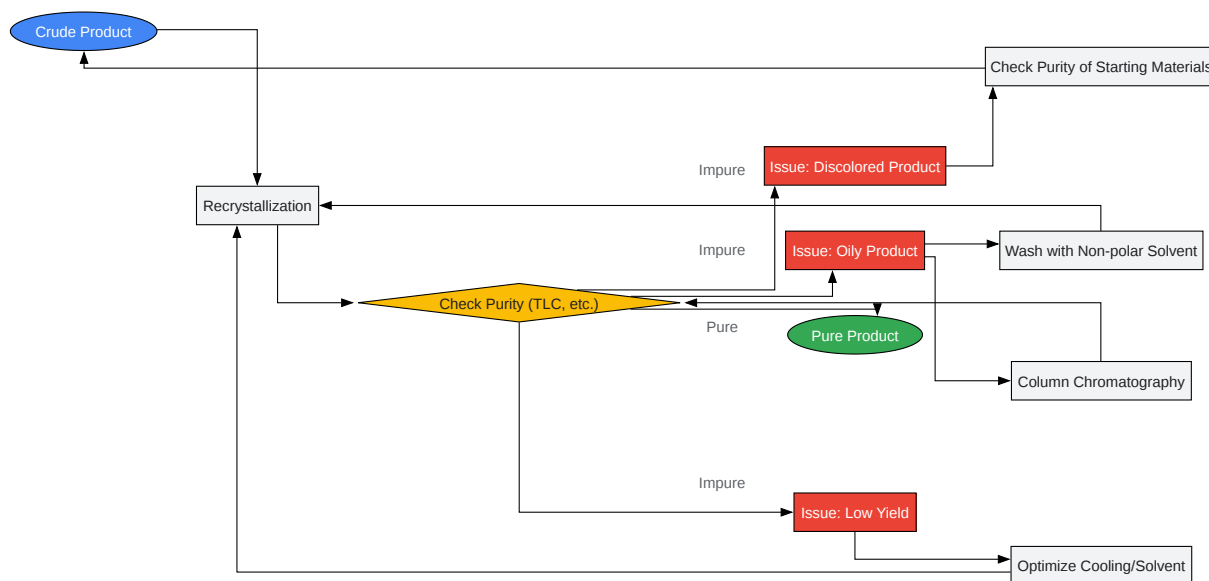 Crude Product
Check Purity of Starting Materials
Impure
Issue: Discolored Product
Recrystallization
Impure
Issue: Oily Product
Wash with Non-polar Solvent
Check Purity (TLC, etc.)
Pure
Pure Product
Column Chromatography
Impure
Issue: Low Yield
Optimize Cooling/Solvent